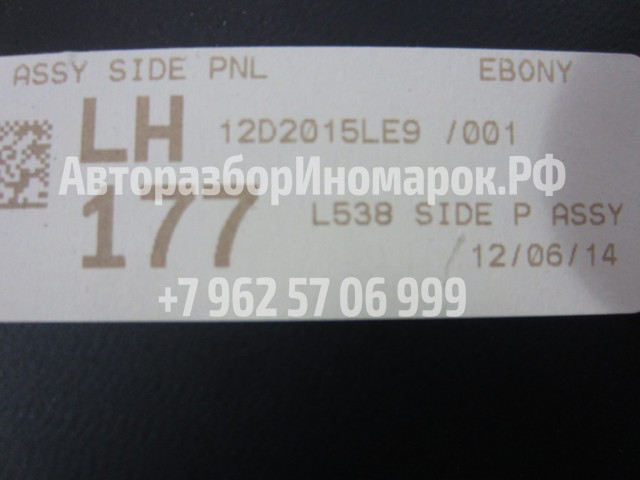 ASSY SIDE PNL EBONY
LH 12D2015LE9 /001
АвторазборИномарок.РФ
177 L538 SIDE P ASSY
12/06/14
+7 962 57 06 999